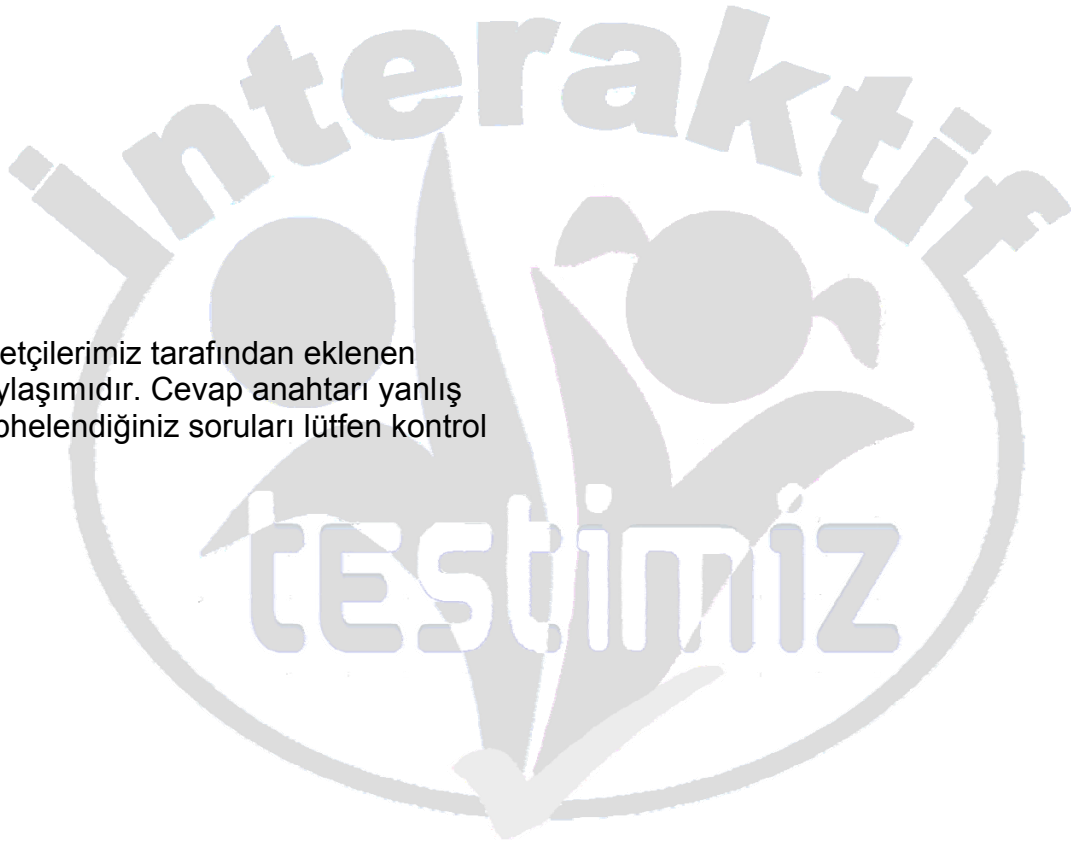 interaktif
etçilerimiz tarafından eklenen
ylaşımıdır. Cevap anahtarı yanlış
phelendiğiniz soruları lütfen kontrol
testimiz